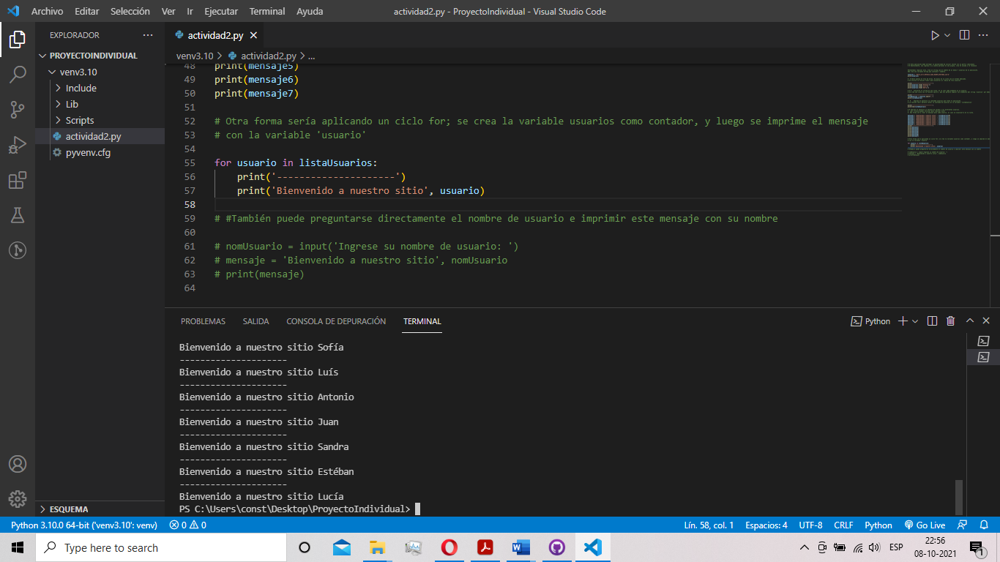 Archivo Editar Selección Ver Ir Ejecutar Terminal Ayuda
actividad2.py - ProyectoIndividual - Visual Studio Code
EXPLORADOR
PROYECTOINDIVIDUAL
venv3.10
Include
Lib
Scripts
actividad2.py
pyvenv.cfg
ESQUEMA
actividad2.py
venv3.10 > actividad2.py > ...
48 print(mensaje5)
49 print(mensaje6)
50 print(mensaje7)
51
52 # Otra forma sería aplicando un ciclo for; se crea la variable usuarios como contador, y luego se imprime el mensaje
53 # con la variable 'usuario'
54
55 for usuario in listaUsuarios:
56     print('---------------------')
57     print('Bienvenido a nuestro sitio', usuario)
58
59 # #También puede preguntarse directamente el nombre de usuario e imprimir este mensaje con su nombre
60
61 # nomUsuario = input('Ingrese su nombre de usuario: ')
62 # mensaje = 'Bienvenido a nuestro sitio', nomUsuario
63 # print(mensaje)
64
PROBLEMAS SALIDA CONSOLA DE DEPURACIÓN TERMINAL
Python
Bienvenido a nuestro sitio Sofía
---------------------
Bienvenido a nuestro sitio Luís
---------------------
Bienvenido a nuestro sitio Antonio
---------------------
Bienvenido a nuestro sitio Juan
---------------------
Bienvenido a nuestro sitio Sandra
---------------------
Bienvenido a nuestro sitio Estéban
---------------------
Bienvenido a nuestro sitio Lucía
PS C:\Users\const\Desktop\ProyectoIndividual>
Python 3.10.0 64-bit ('venv3.10': venv) 0 0 Lín. 58, col. 1 Espacios: 4 UTF-8 CRLF Python Go Live
Type here to search
ESP
22:56
08-10-2021
1